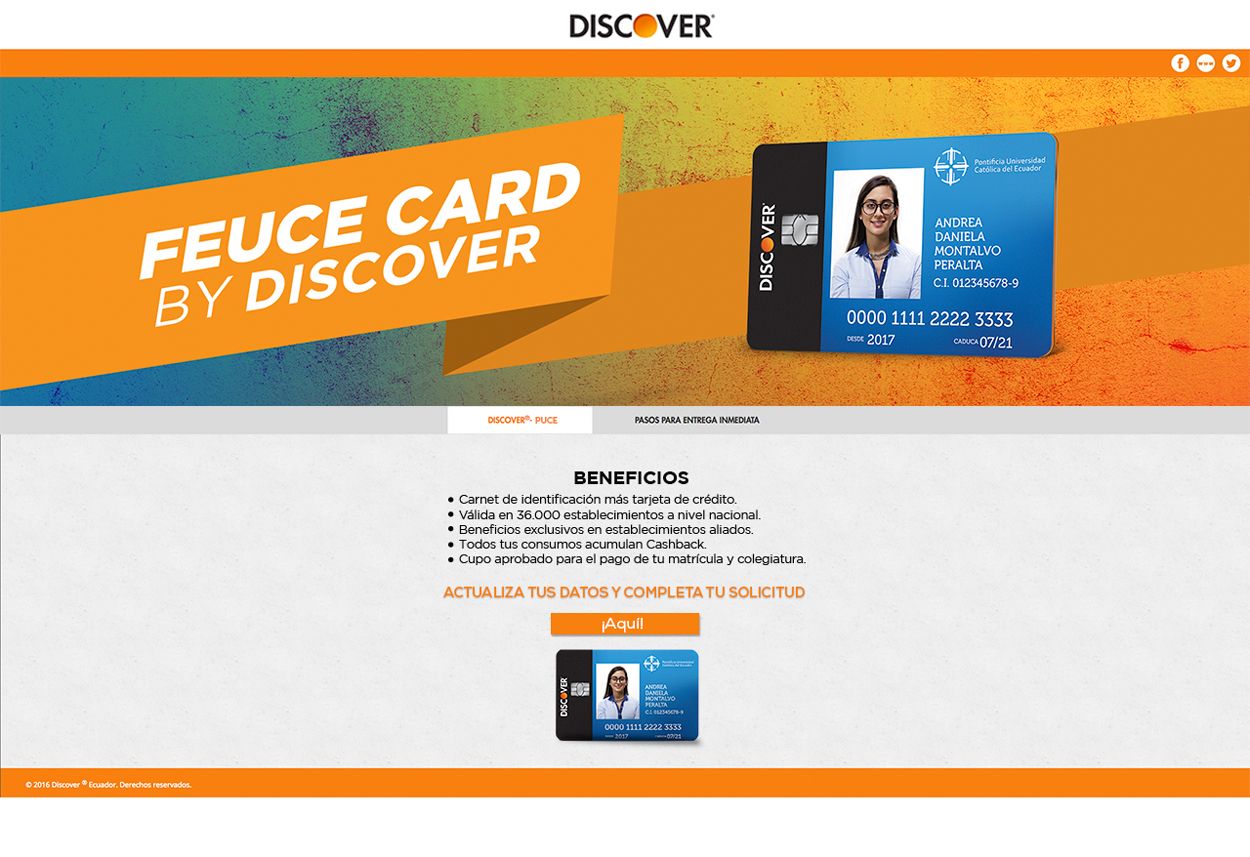 DISCOVER®
f www
FEUCE CARD
BY DISCOVER
DISCOVER®
Pontificia Universidad
Católica del Ecuador
ANDREA
DANIELA
MONTALVO
PERALTA
C.I. 012345678-9
0000 1111 2222 3333
DESDE 2017 CADUCA 07/21
DISCOVER®- PUCE PASOS PARA ENTREGA INMEDIATA
BENEFICIOS
• Carnet de identificación más tarjeta de crédito.
• Válida en 36.000 establecimientos a nivel nacional.
• Beneficios exclusivos en establecimientos aliados.
• Todos tus consumos acumulan Cashback.
• Cupo aprobado para el pago de tu matrícula y colegiatura.
ACTUALIZA TUS DATOS Y COMPLETA TU SOLICITUD
¡Aquí!
DISCOVER
Pontificia Universidad
Católica del Ecuador
ANDREA
DANIELA
MONTALVO
PERALTA
C.I. 012345678-9
0000 1111 2222 3333
DESDE 2017 CADUCA 07/21
© 2016 Discover ® Ecuador. Derechos reservados.